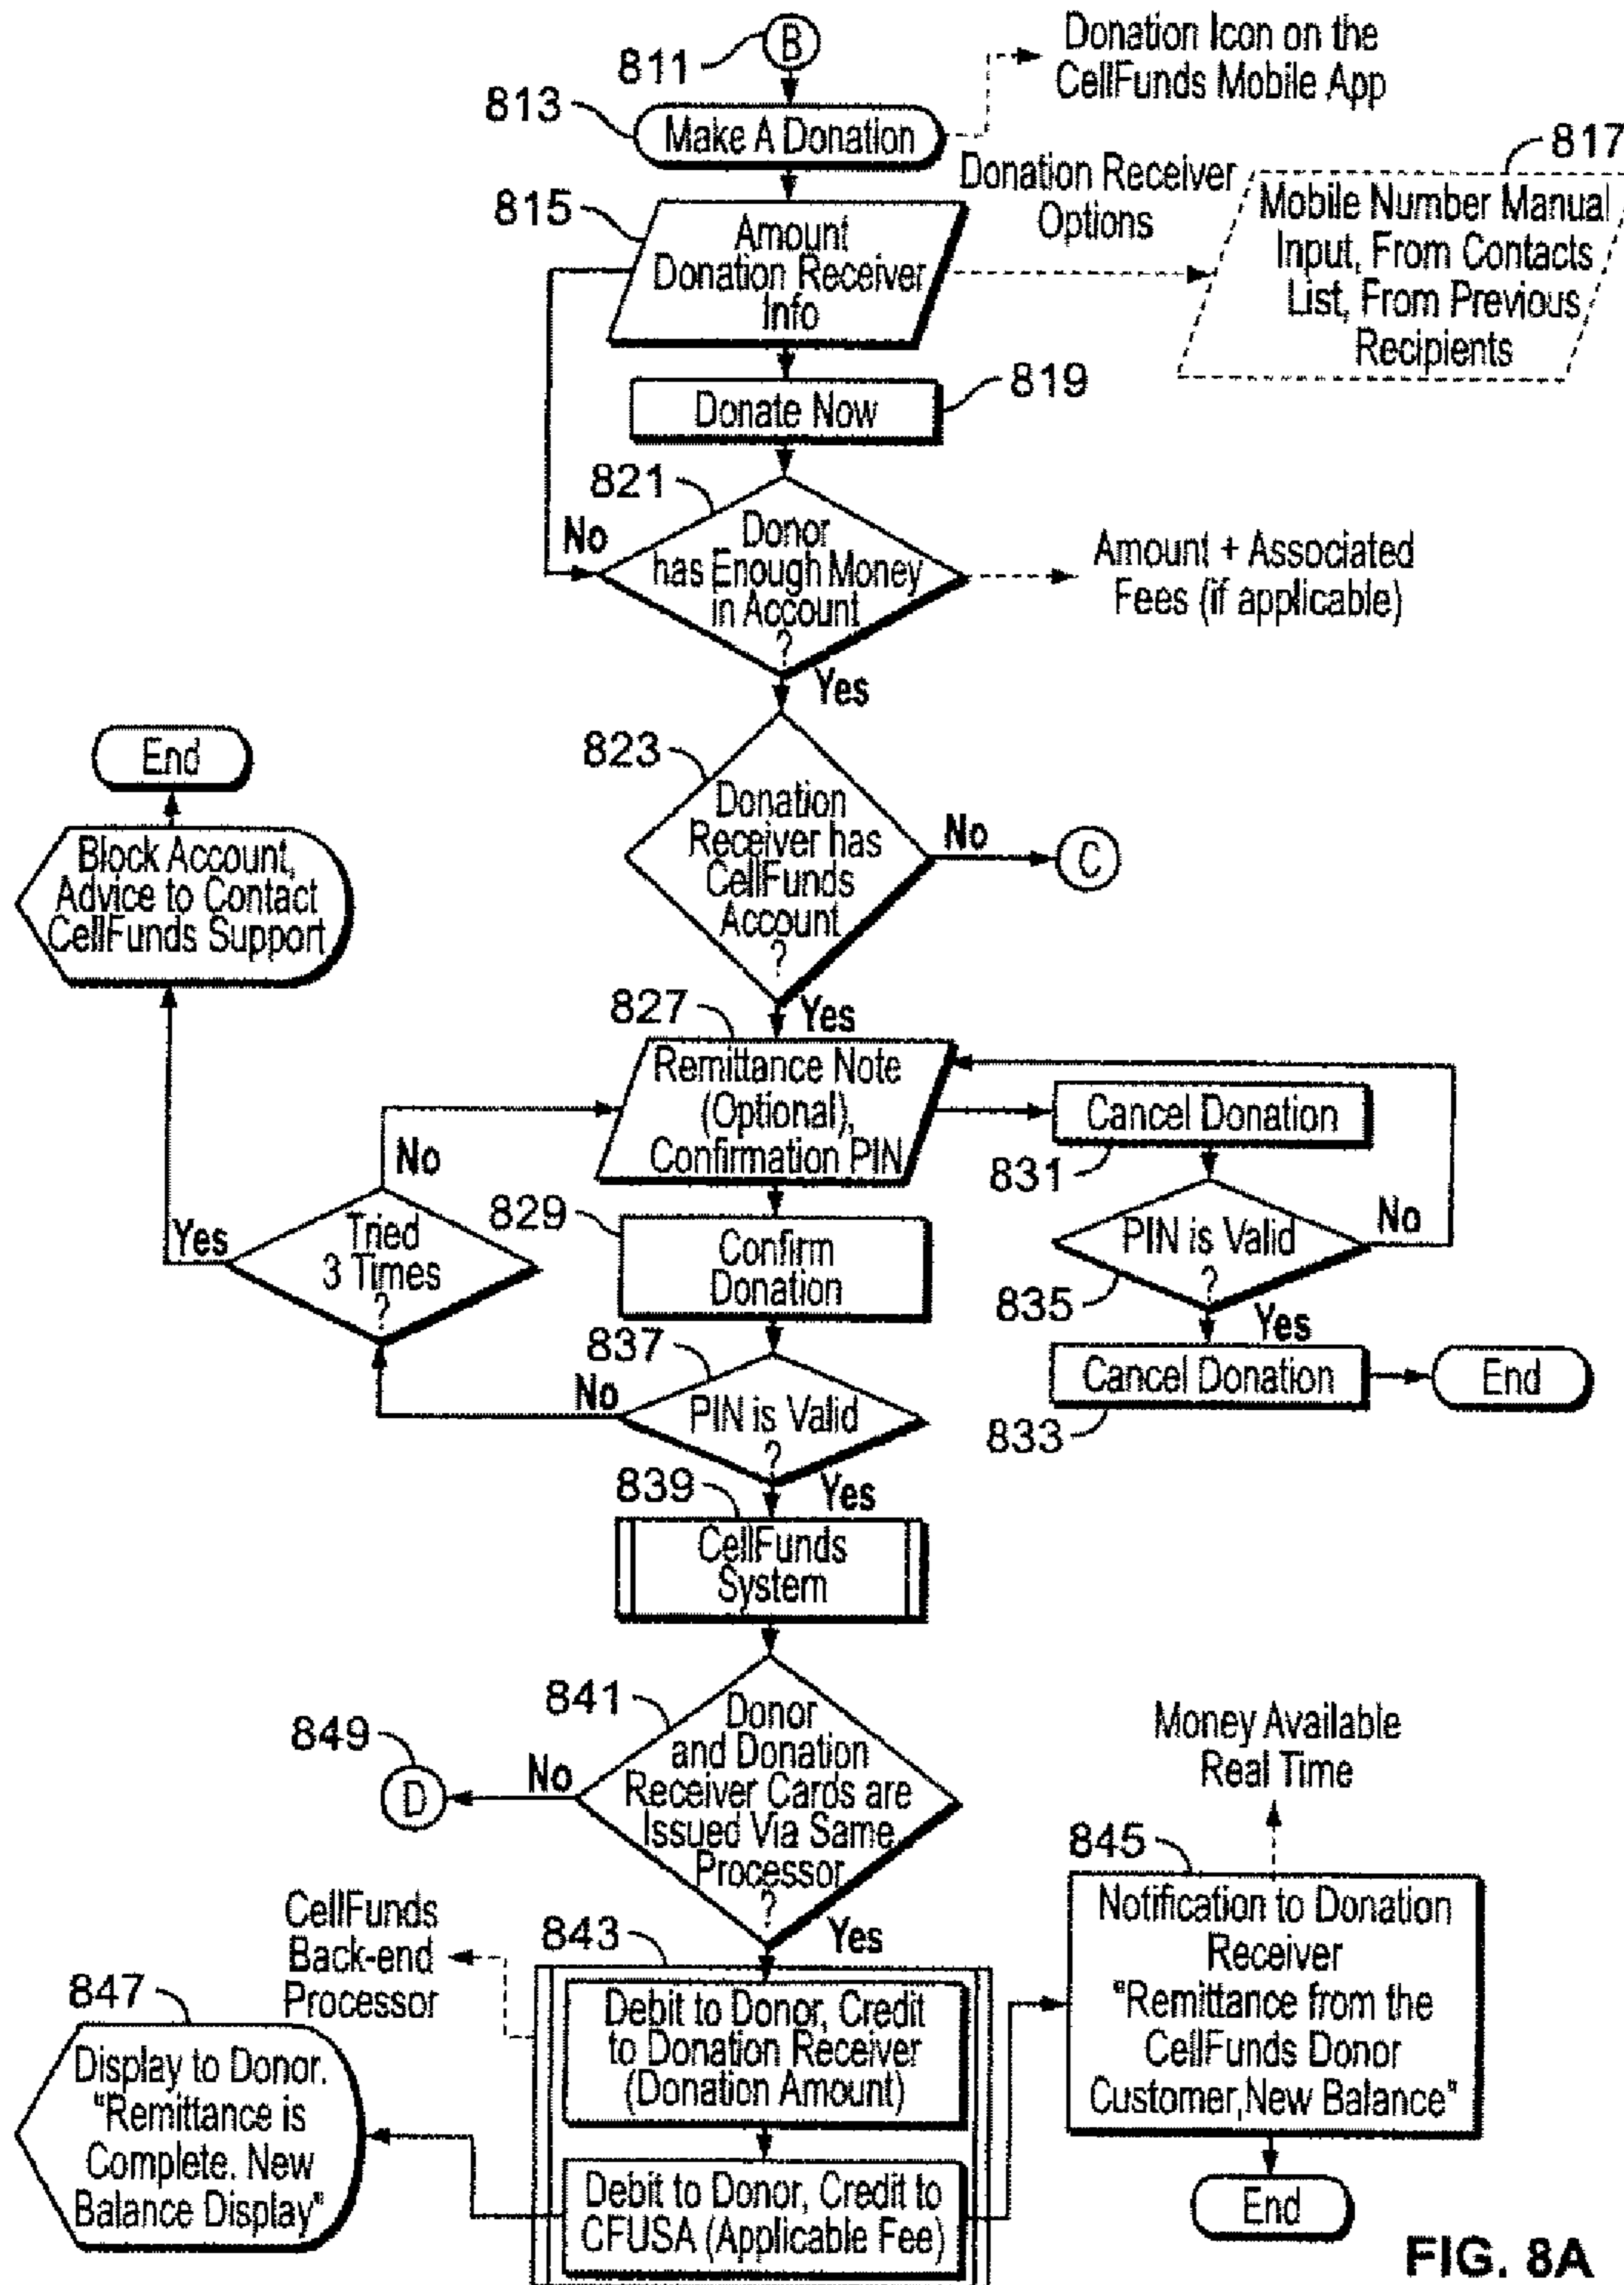 B
811
Donation Icon on the
CellFunds Mobile App
813
Make A Donation
817
Donation Receiver
Options
Mobile Number Manual
Input, From Contacts
List, From Previous
Recipients
815
Amount
Donation Receiver
Info
819
Donate Now
821
No
Donor
has Enough Money
in Account
?
Amount + Associated
Fees (if applicable)
Yes
823
Donation
Receiver has
CellFunds
Account
?
No
C
End
Block Account,
Advice to Contact
CellFunds Support
Yes
827
Remittance Note
(Optional),
Confirmation PIN
Cancel Donation
831
No
Yes
Tried
3 Times
?
829
Confirm
Donation
PIN is Valid
?
No
835
Yes
837
No
PIN is Valid
?
Cancel Donation
End
833
839
Yes
CellFunds
System
841
Donor
and Donation
Receiver Cards are
Issued Via Same
Processor
?
849
D
No
Money Available
Real Time
845
Notification to Donation
Receiver
"Remittance from the
CellFunds Donor
Customer,New Balance"
End
CellFunds
Back-end
Processor
843
Yes
Debit to Donor, Credit
to Donation Receiver
(Donation Amount)
847
Display to Donor.
"Remittance is
Complete. New
Balance Display"
Debit to Donor, Credit to
CFUSA (Applicable Fee)
FIG. 8A